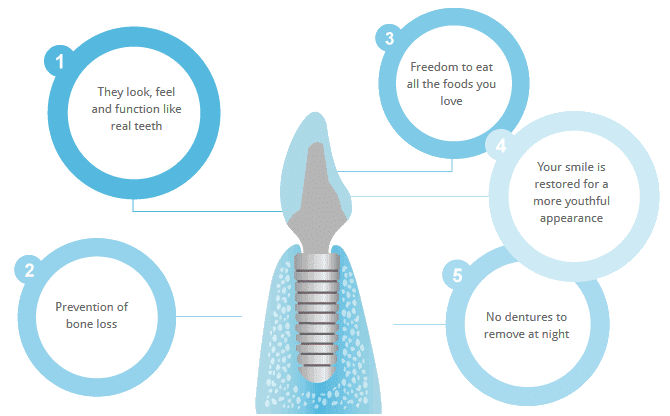 1
They look, feel
and function like
real teeth
2
Prevention of
bone loss
3
Freedom to eat
all the foods you
love
4
Your smile is
restored for a
more youthful
appearance
5
No dentures to
remove at night